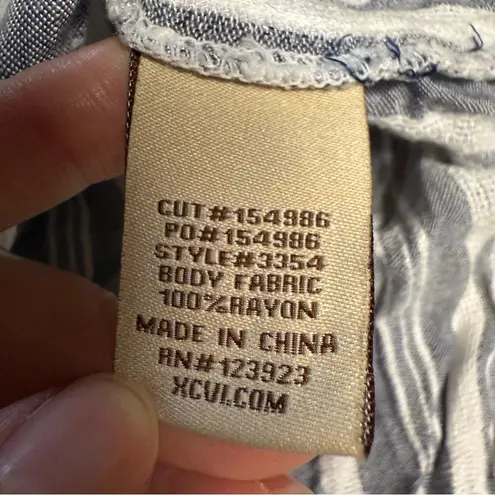 CUT#154986
PO#154986
STYLE#3354
BODY FABRIC
100%RAYON
MADE IN CHINA
RN#123923
XCVI.COM